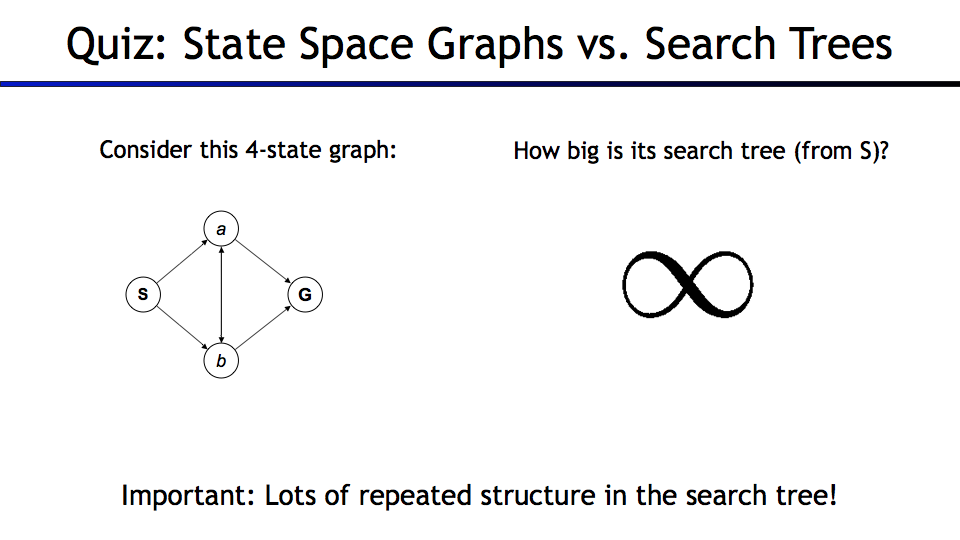 Quiz: State Space Graphs vs. Search Trees
Consider this 4-state graph:
How big is its search tree (from S)?
a
S
G
b
∞
Important: Lots of repeated structure in the search tree!